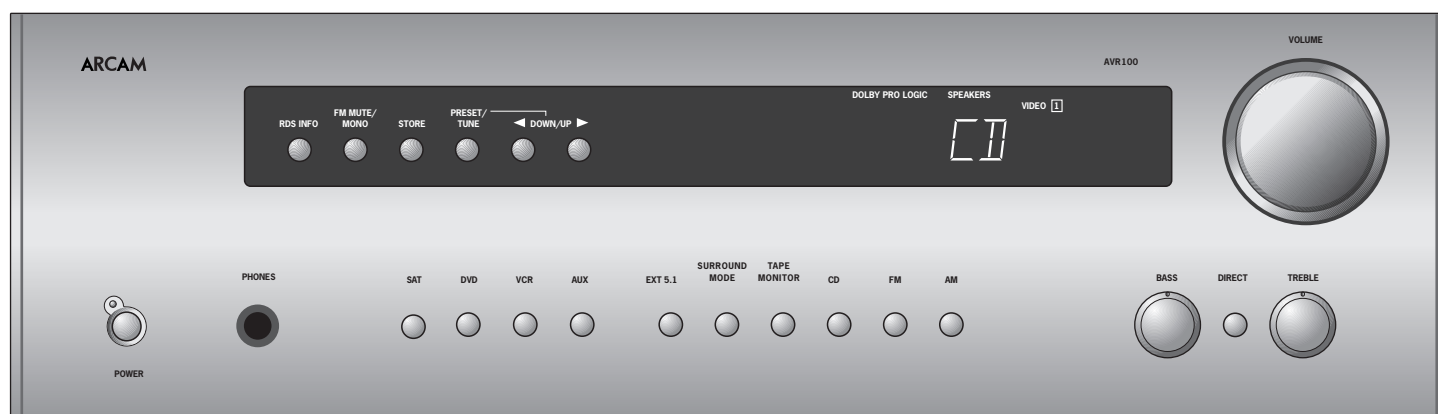 VOLUME
ARCAM
AVR100
DOLBY PRO LOGIC SPEAKERS
VIDEO 1
RDS INFO
FM MUTE/
MONO
STORE
PRESET/
TUNE
DOWN/UP
CD
PHONES
SAT
DVD
VCR
AUX
EXT 5.1
SURROUND
MODE
TAPE
MONITOR
CD
FM
AM
BASS
DIRECT
TREBLE
POWER